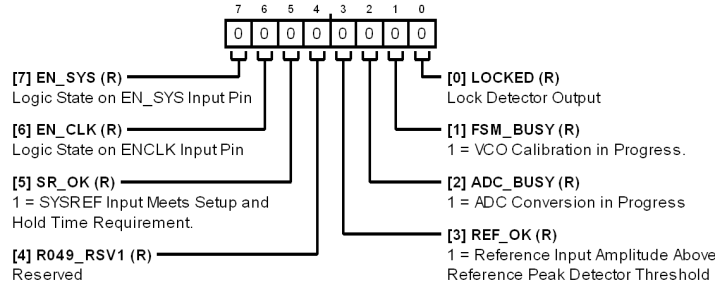 7 6 5 4 3 2 1 0
0 0 0 0 0 0 0 0
[7] EN_SYS (R)
Logic State on EN_SYS Input Pin
[6] EN_CLK (R)
Logic State on ENCLK Input Pin
[5] SR_OK (R)
1 = SYSREF Input Meets Setup and
Hold Time Requirement.
[4] R049_RSV1 (R)
Reserved
[0] LOCKED (R)
Lock Detector Output
[1] FSM_BUSY (R)
1 = VCO Calibration in Progress.
[2] ADC_BUSY (R)
1 = ADC Conversion in Progress
[3] REF_OK (R)
1 = Reference Input Amplitude Above
Reference Peak Detector Threshold